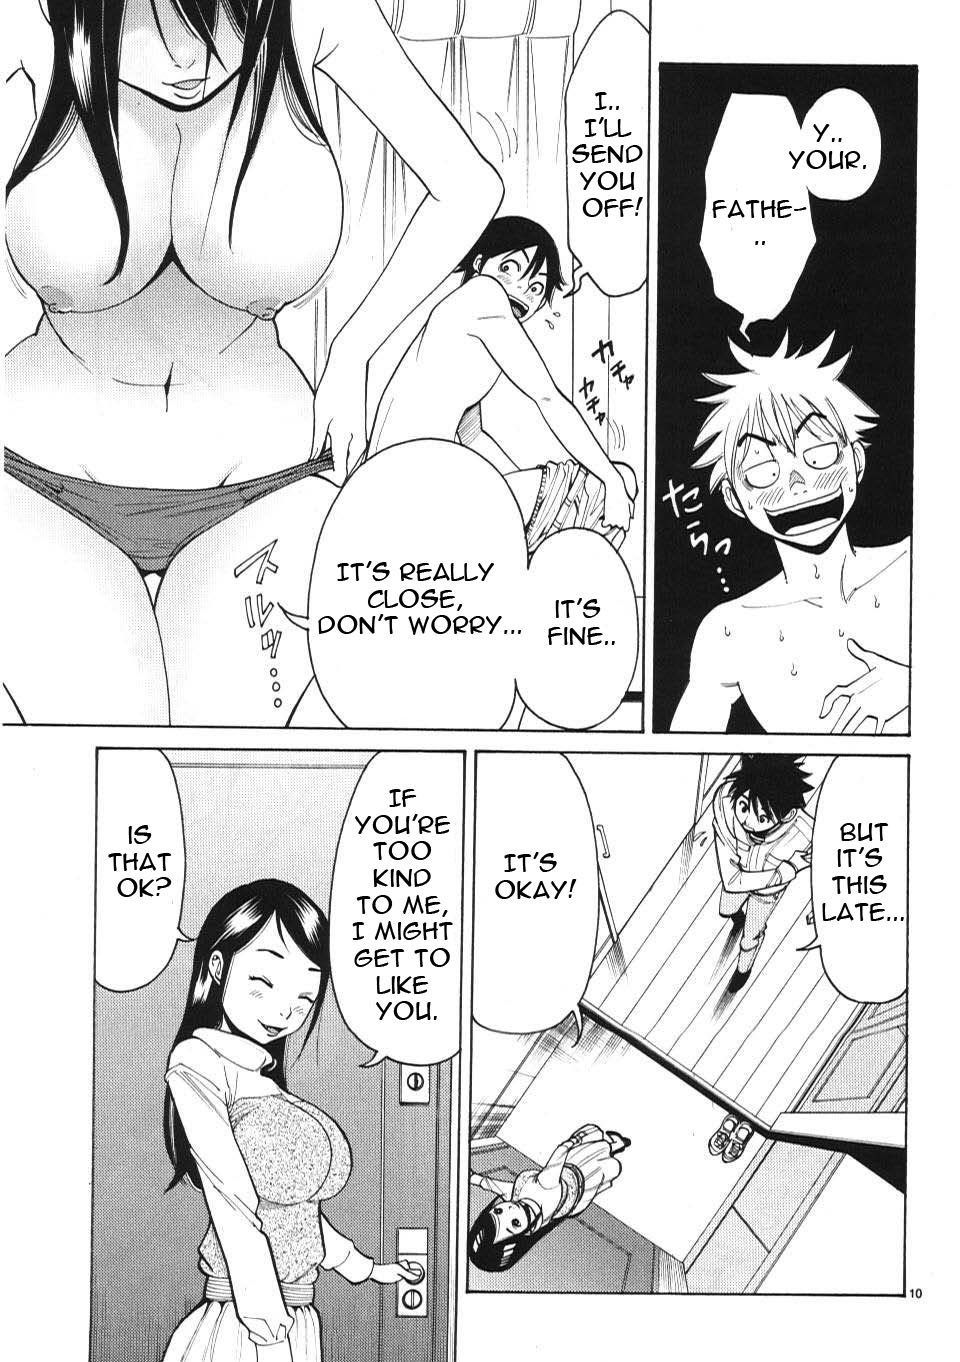 Y..
YOUR.
FATHE-
..
たらっ…
I..
I'LL
SEND
YOU
OFF!
カチャ
カチャ
IT'S
FINE..
IT'S REALLY
CLOSE,
DON'T WORRY...
スルッ...
BUT
IT'S
THIS
LATE...
IT'S
OKAY!
IF
YOU'RE
TOO
KIND
TO ME,
I MIGHT
GET TO
LIKE
YOU.
IS
THAT
OK?
10